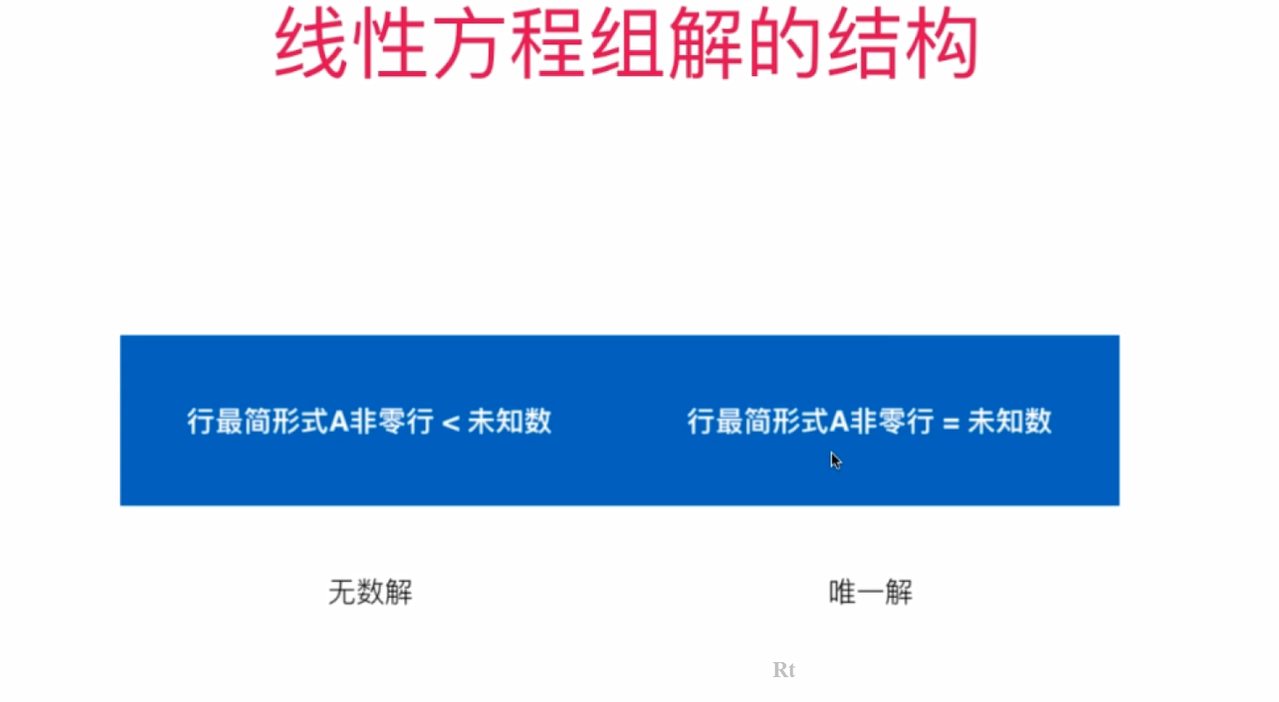 线性方程组解的结构
行最简形式A非零行 < 未知数
行最简形式A非零行 = 未知数
无数解
唯一解
Rt